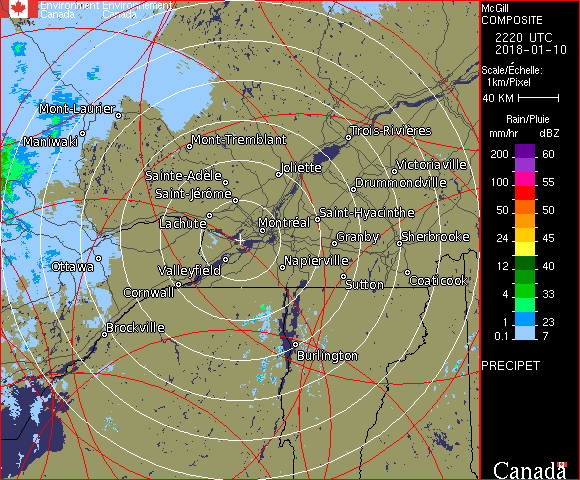 Environment Environnement
Canada Canada
Mont-Laurier
Maniwaki
Mont-Tremblant
Trois-Rivières
Sainte-Adèle
Joliette
Victoriaville
Saint-Jérôme
Drummondville
Lachute
Montréal
Saint-Hyacinthe
Granby
Sherbrooke
Ottawa
Valleyfield
Napierville
Cornwall
Sutton
Coaticook
Brockville
Burlington
McGill
COMPOSITE
2220 UTC
2018-01-10
Scale/Échelle:
1km/Pixel
40 KM
Rain/Pluie
mm/hr dBZ
200 60
100 55
50 50
24 45
12 40
4 33
1 23
0.1 7
PRECIPET
Canada